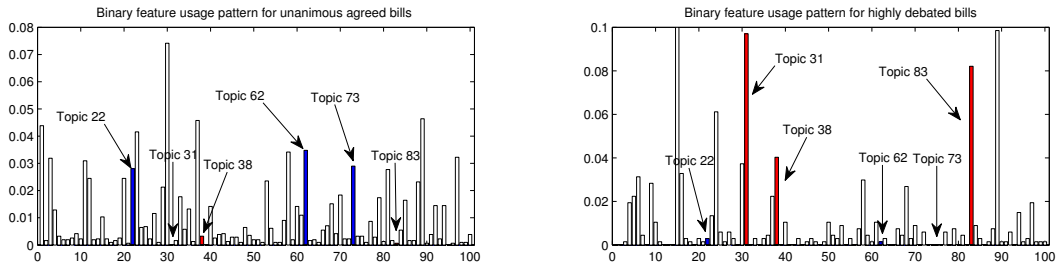 Binary feature usage pattern for unanimous agreed bills
0.08
0.07
0.06
0.05
0.04
0.03
0.02
0.01
0
Topic 22
Topic 62
Topic 73
Topic 31
Topic 38
Topic 83
0 10 20 30 40 50 60 70 80 90 100
Binary feature usage pattern for highly debated bills
0.1
0.08
0.06
0.04
0.02
0
Topic 31
Topic 83
Topic 38
Topic 22
Topic 62
Topic 73
0 10 20 30 40 50 60 70 80 90 100